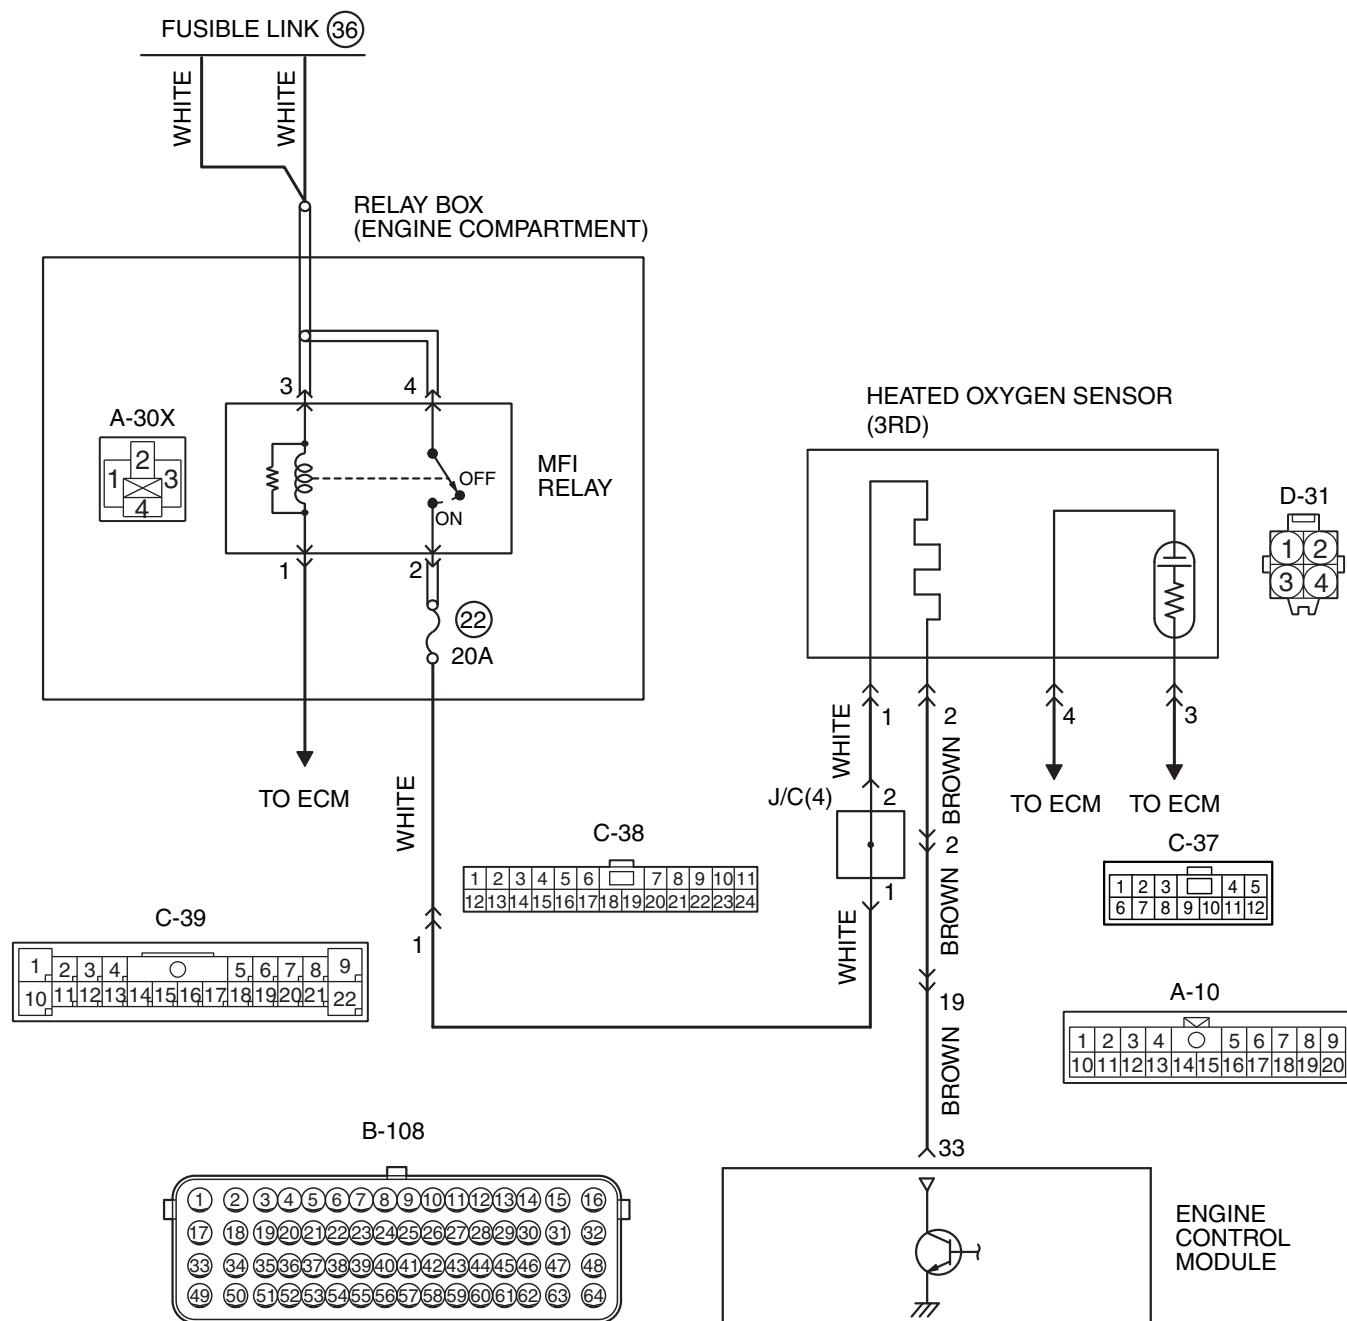 FUSIBLE LINK 36
WHITE
WHITE
RELAY BOX
(ENGINE COMPARTMENT)
3
4
A-30X
1 2 3
4
OFF
ON
MFI
RELAY
1
2
22
20A
TO ECM
WHITE
1
HEATED OXYGEN SENSOR
(3RD)
D-31
1 2
3 4
1
2
4
3
WHITE
BROWN
TO ECM
TO ECM
J/C(4)
2
1
2
WHITE
BROWN
19
BROWN
33
C-38
1 2 3 4 5 6 7 8 9 10 11
12 13 14 15 16 17 18 19 20 21 22 23 24
C-37
1 2 3 4 5
6 7 8 9 10 11 12
C-39
1 2 3 4 5 6 7 8 9
10 11 12 13 14 15 16 17 18 19 20 21 22
A-10
1 2 3 4 5 6 7 8 9
10 11 12 13 14 15 16 17 18 19 20
B-108
1 2 3 4 5 6 7 8 9 10 11 12 13 14 15 16
17 18 19 20 21 22 23 24 25 26 27 28 29 30 31 32
33 34 35 36 37 38 39 40 41 42 43 44 45 46 47 48
49 50 51 52 53 54 55 56 57 58 59 60 61 62 63 64
ENGINE
CONTROL
MODULE